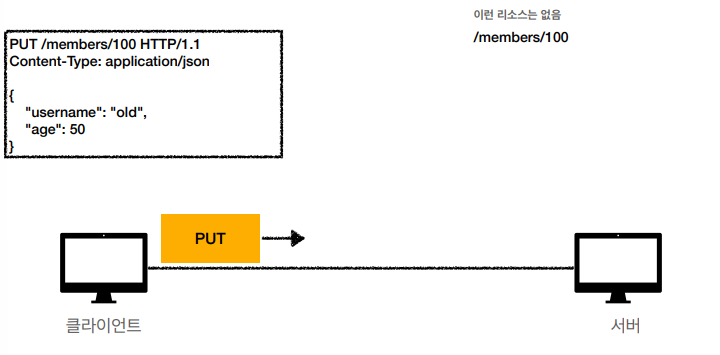 이런 리소스는 없음
/members/100
PUT /members/100 HTTP/1.1
Content-Type: application/json
{
"username": "old",
"age": 50
}
PUT
클라이언트
서버